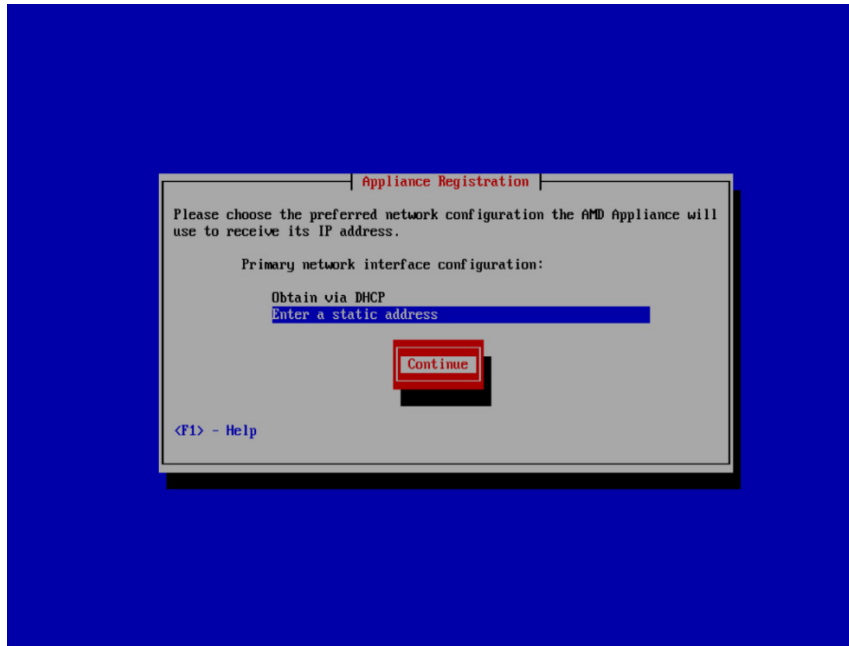 Appliance Registration
Please choose the preferred network configuration the AMD Appliance will
use to receive its IP address.
Primary network interface configuration:
Obtain via DHCP
Enter a static address
Continue
<F1> - Help